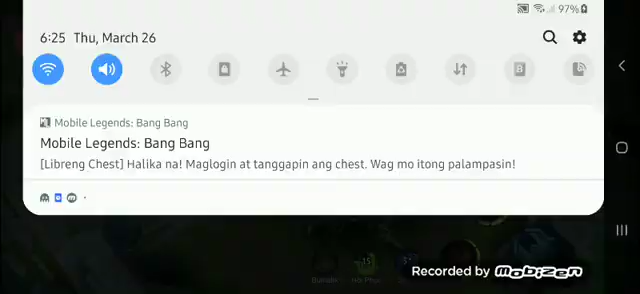 97%
6:25 Thu, March 26
Mobile Legends: Bang Bang
Mobile Legends: Bang Bang
[Libreng Chest] Halika na! Maglogin at tanggapin ang chest. Wag mo itong palampasin!
Recorded by Mobizen